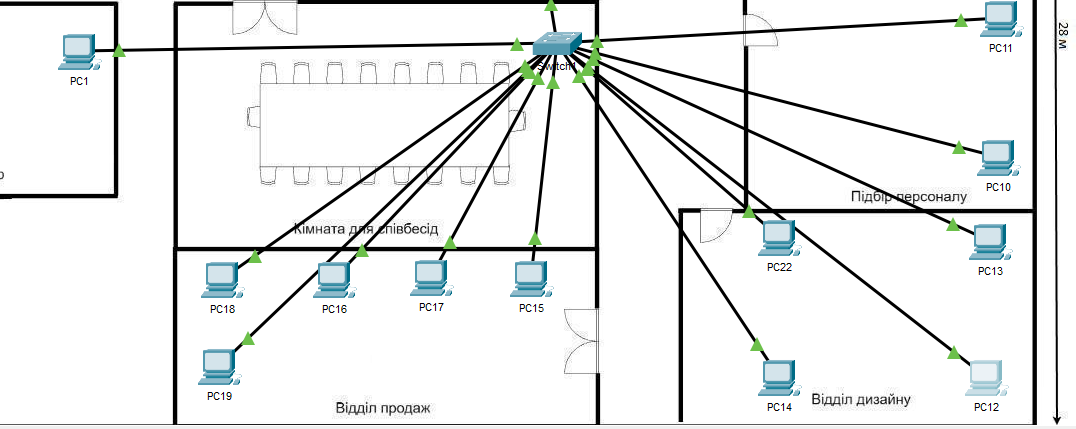 PC1
Switch
PC11
28 м
PC10
Підбір персоналу
Кімната для співбесід
PC22
PC13
PC18
PC16
PC17
PC15
PC19
Відділ продаж
PC14
Відділ дизайну
PC12